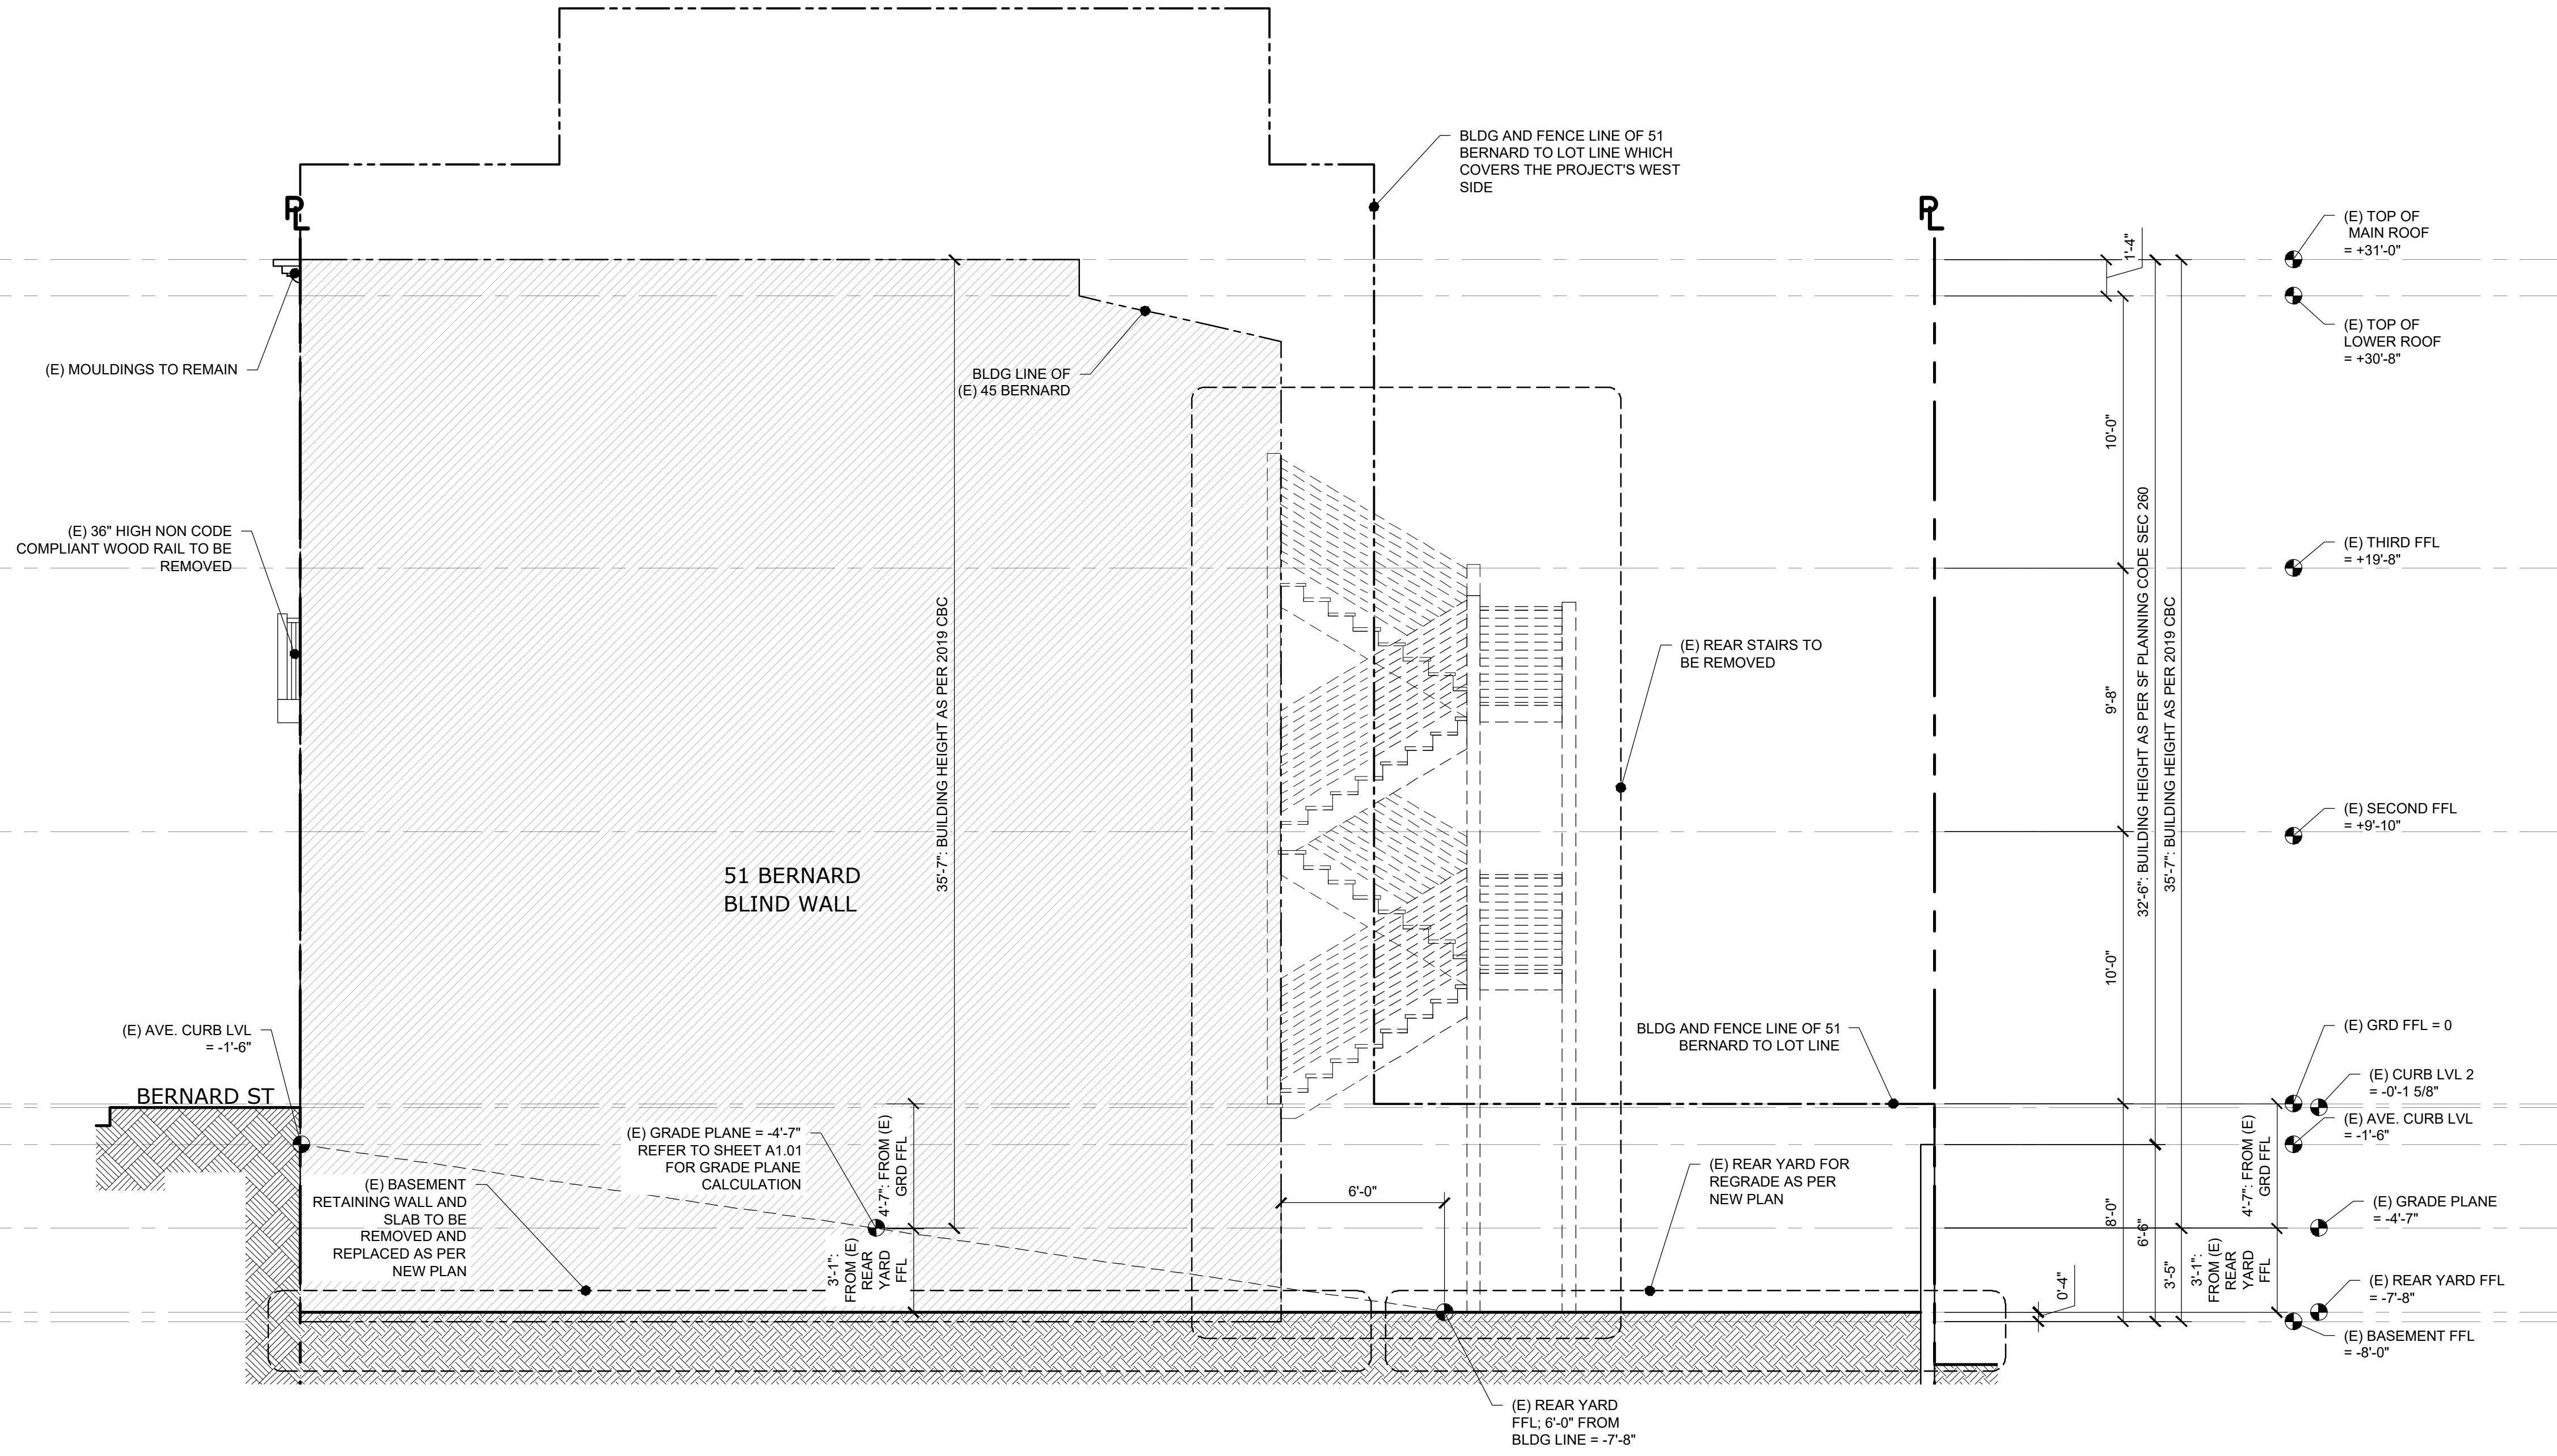 BLDG AND FENCE LINE OF 51
BERNARD TO LOT LINE WHICH
COVERS THE PROJECT'S WEST
SIDE
PL
PL
(E) TOP OF
MAIN ROOF
= +31'-0"
1'-4"
(E) TOP OF
LOWER ROOF
= +30'-8"
(E) MOULDINGS TO REMAIN
BLDG LINE OF
(E) 45 BERNARD
10'-0"
(E) 36" HIGH NON CODE
COMPLIANT WOOD RAIL TO BE
REMOVED
(E) THIRD FFL
= +19'-8"
35'-7": BUILDING HEIGHT AS PER 2019 CBC
(E) REAR STAIRS TO
BE REMOVED
9'-8"
32'-6": BUILDING HEIGHT AS PER SF PLANNING CODE SEC 260
35'-7": BUILDING HEIGHT AS PER 2019 CBC
(E) SECOND FFL
= +9'-10"
51 BERNARD
BLIND WALL
10'-0"
(E) AVE. CURB LVL
= -1'-6"
BERNARD ST
BLDG AND FENCE LINE OF 51
BERNARD TO LOT LINE
(E) GRD FFL = 0
(E) CURB LVL 2
= -0'-1 5/8"
(E) AVE. CURB LVL
= -1'-6"
(E) GRADE PLANE = -4'-7"
REFER TO SHEET A1.01
FOR GRADE PLANE
CALCULATION
4'-7": FROM (E)
GRD FFL
(E) BASEMENT
RETAINING WALL AND
SLAB TO BE
REMOVED AND
REPLACED AS PER
NEW PLAN
3'-1":
FROM (E)
REAR
YARD
FFL
6'-0"
(E) REAR YARD FOR
REGRADE AS PER
NEW PLAN
8'-0"
6'-6"
3'-5"
4'-7": FROM (E)
GRD FFL
3'-1":
FROM (E)
REAR
YARD
FFL
0'-4"
(E) GRADE PLANE
= -4'-7"
(E) REAR YARD FFL
= -7'-8"
(E) BASEMENT FFL
= -8'-0"
(E) REAR YARD
FFL; 6'-0" FROM
BLDG LINE = -7'-8"